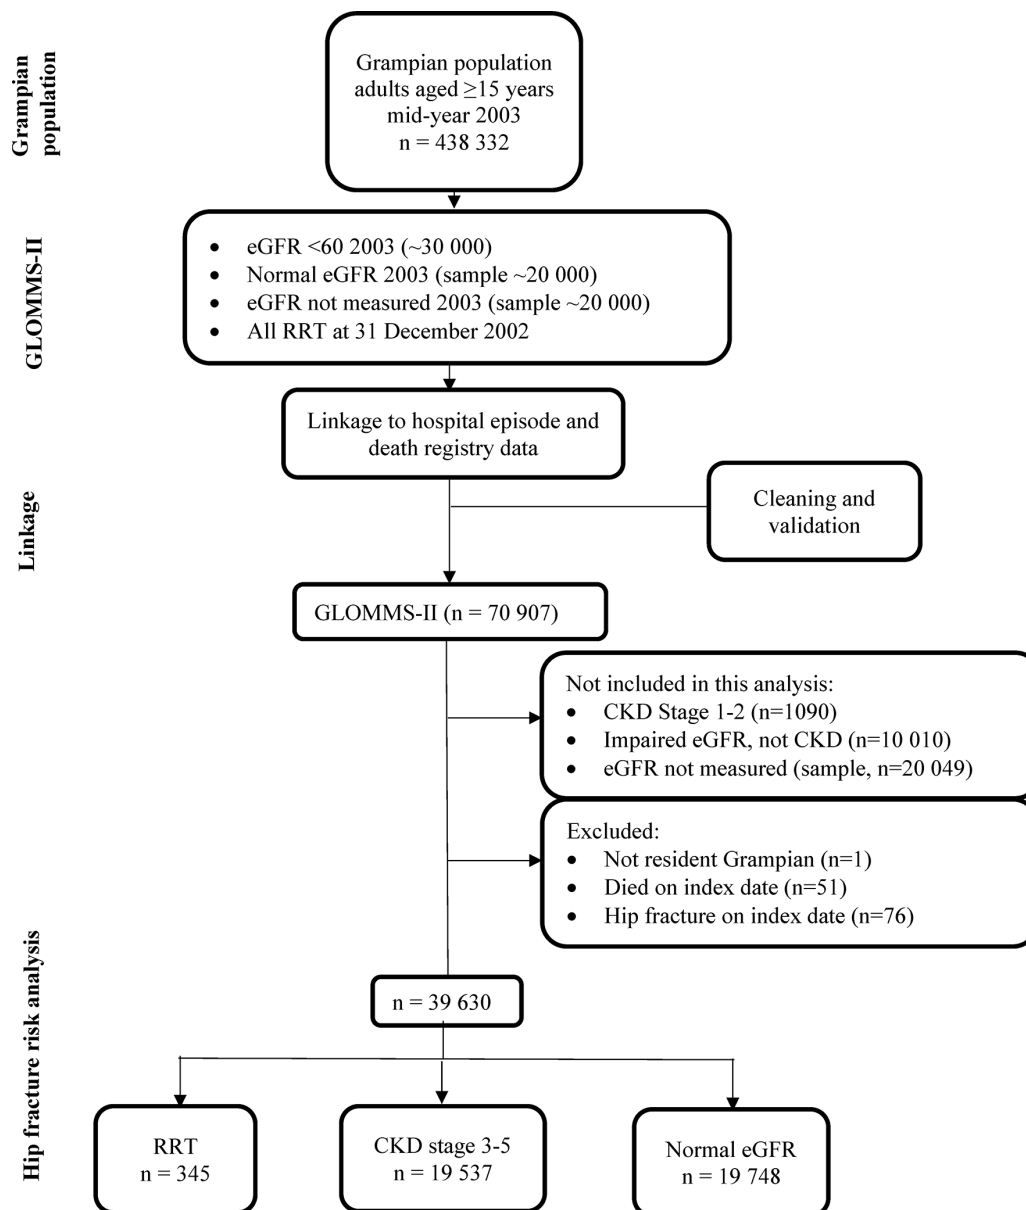 Grampian
population
Grampian population
adults aged ≥15 years
mid-year 2003
n = 438 332
GLOMMS-II
• eGFR <60 2003 (~30 000)
• Normal eGFR 2003 (sample ~20 000)
• eGFR not measured 2003 (sample ~20 000)
• All RRT at 31 December 2002
Linkage to hospital episode and
death registry data
Linkage
Cleaning and
validation
GLOMMS-II (n = 70 907)
Not included in this analysis:
• CKD Stage 1-2 (n=1090)
• Impaired eGFR, not CKD (n=10 010)
• eGFR not measured (sample, n=20 049)
Excluded:
• Not resident Grampian (n=1)
• Died on index date (n=51)
• Hip fracture on index date (n=76)
Hip fracture risk analysis
n = 39 630
RRT
n = 345
CKD stage 3-5
n = 19 537
Normal eGFR
n = 19 748